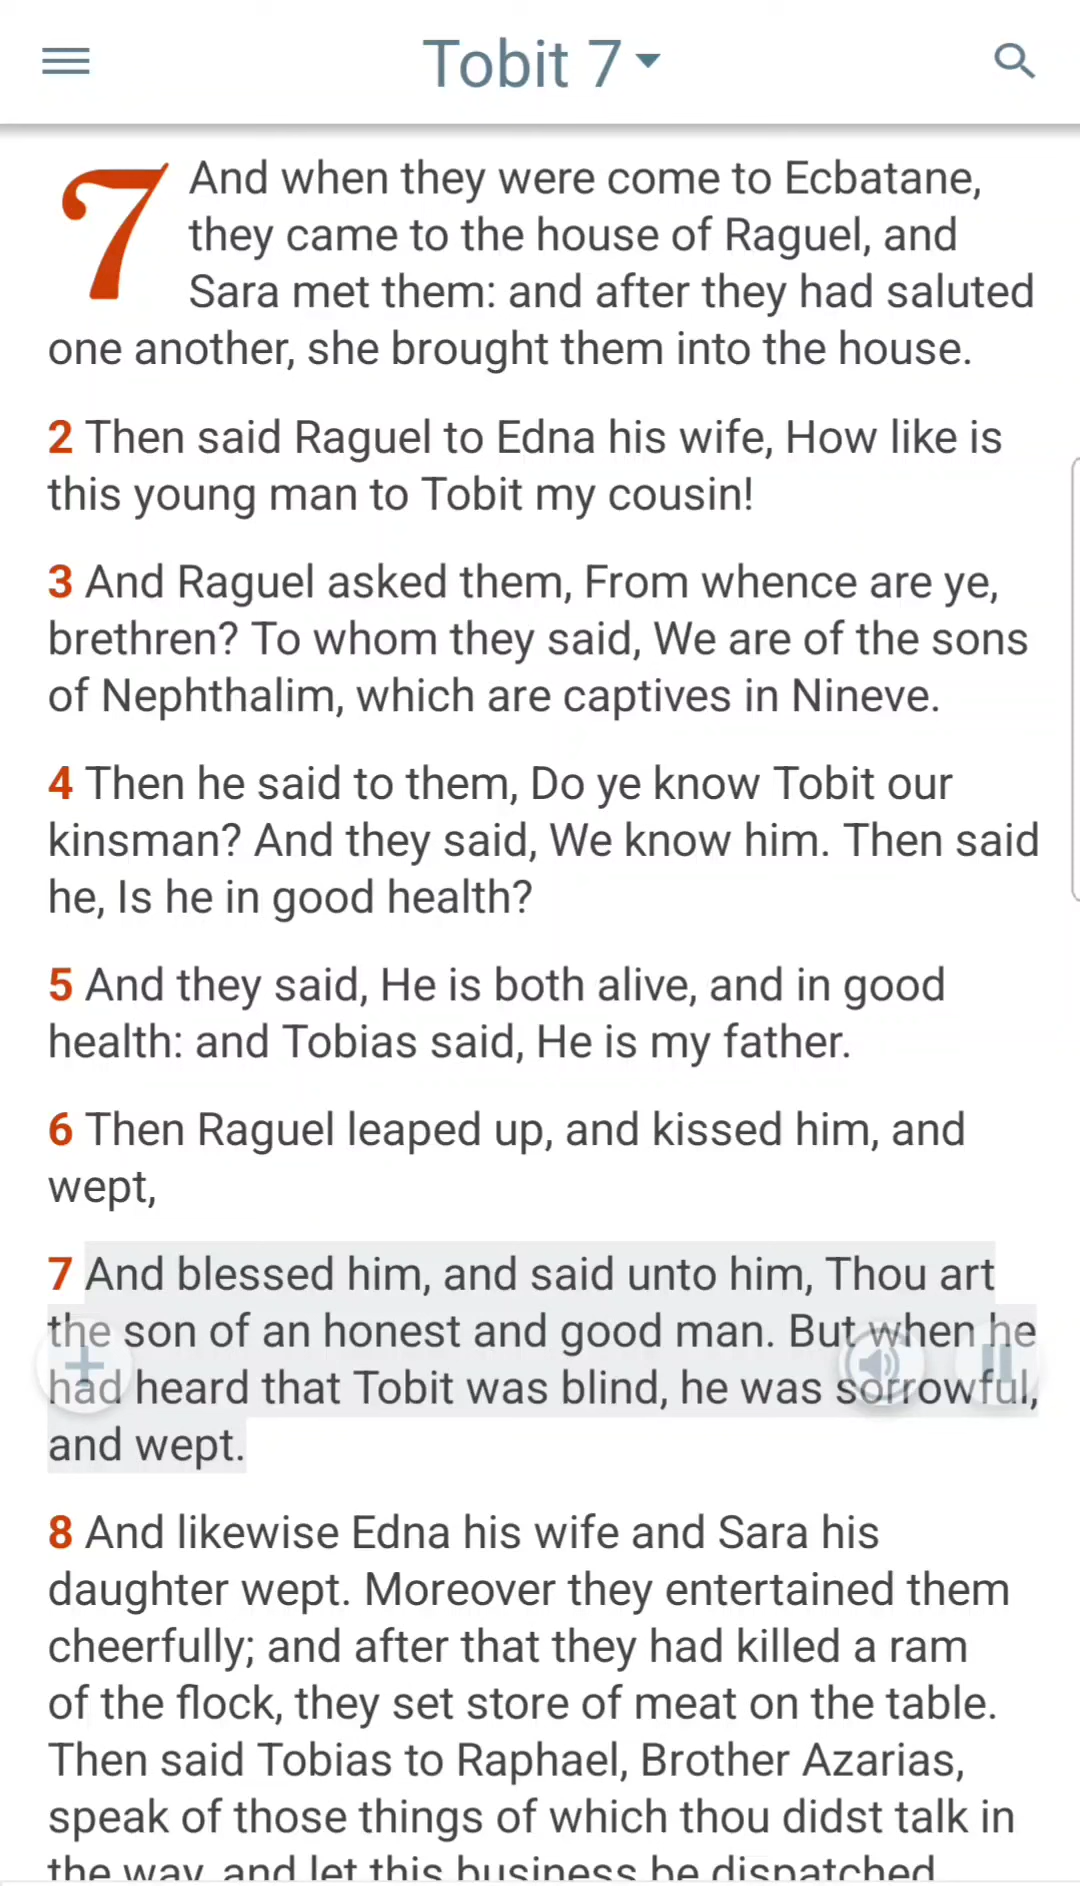 Tobit 7
7 And when they were come to Ecbatane,
they came to the house of Raguel, and
Sara met them: and after they had saluted
one another, she brought them into the house.
2 Then said Raguel to Edna his wife, How like is
this young man to Tobit my cousin!
3 And Raguel asked them, From whence are ye,
brethren? To whom they said, We are of the sons
of Nephthalim, which are captives in Nineve.
4 Then he said to them, Do ye know Tobit our
kinsman? And they said, We know him. Then said
he, Is he in good health?
5 And they said, He is both alive, and in good
health: and Tobias said, He is my father.
6 Then Raguel leaped up, and kissed him, and
wept,
7 And blessed him, and said unto him, Thou art
the son of an honest and good man. But when he
had heard that Tobit was blind, he was sorrowful,
and wept.
8 And likewise Edna his wife and Sara his
daughter wept. Moreover they entertained them
cheerfully; and after that they had killed a ram
of the flock, they set store of meat on the table.
Then said Tobias to Raphael, Brother Azarias,
speak of those things of which thou didst talk in
the way, and let this business be dispatched.